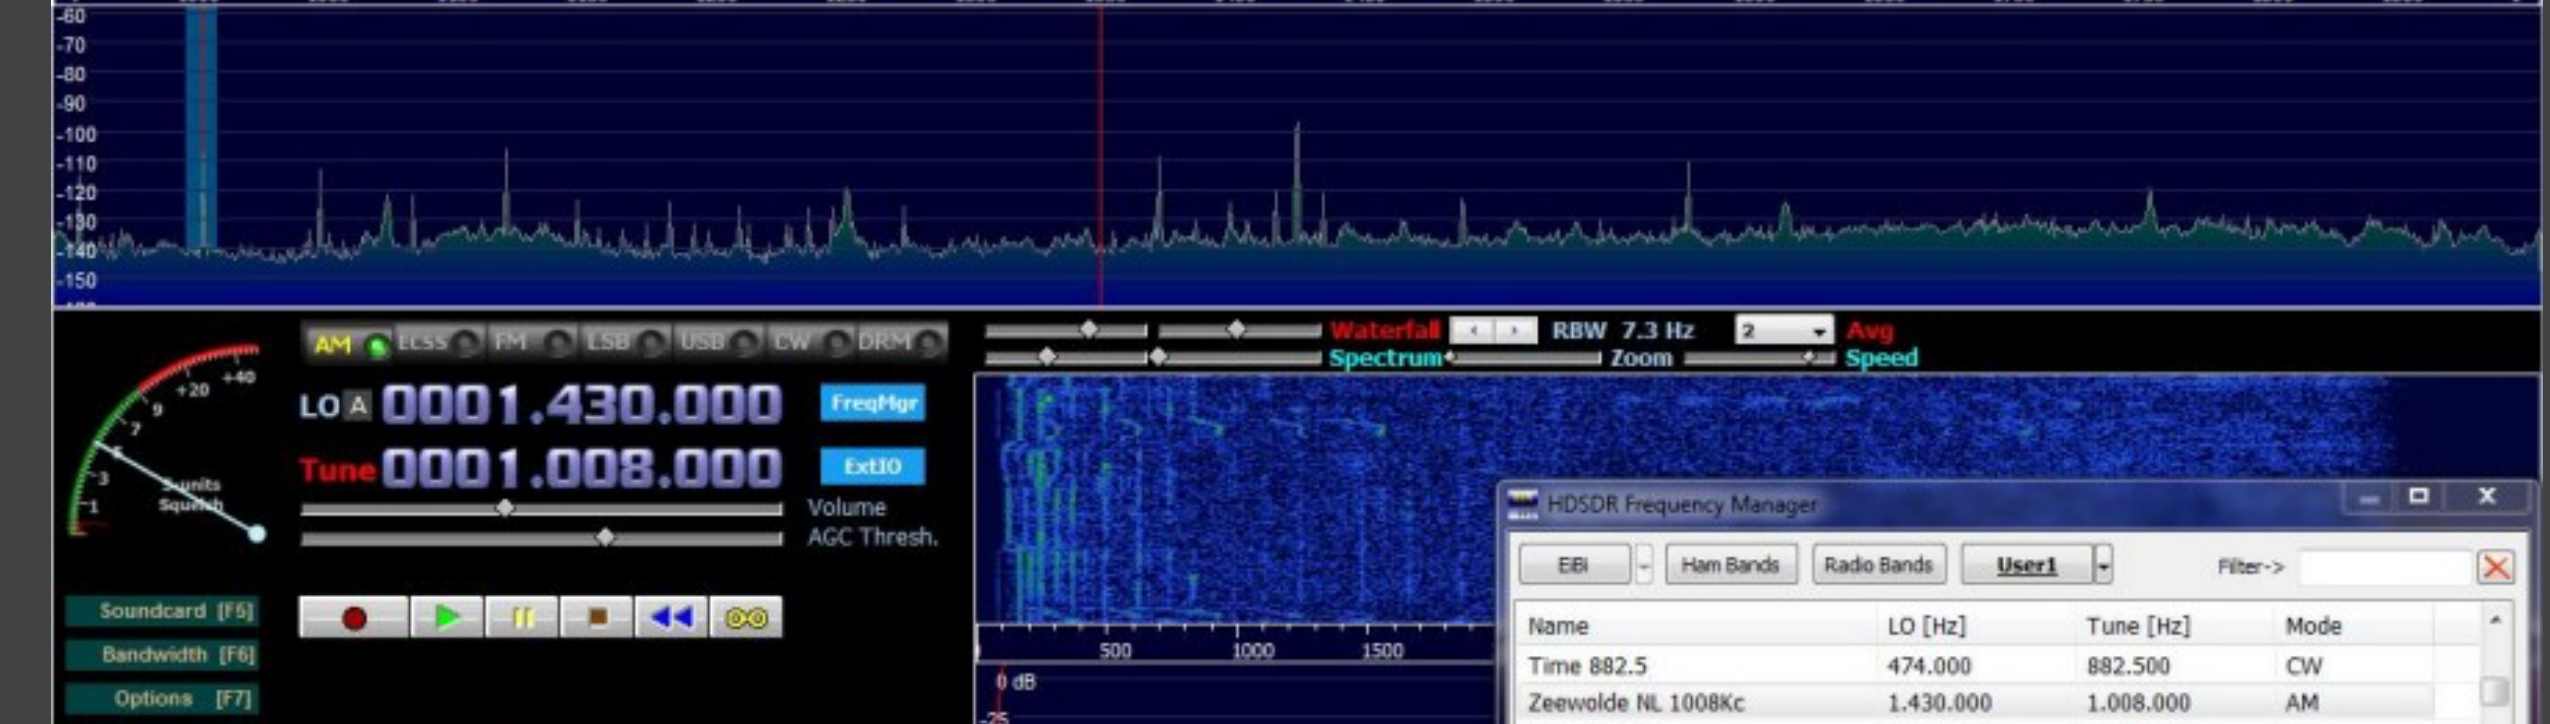 -60
-70
-80
-90
-100
-110
-120
-130
-140
-150
AM ECSS FM LSB USB CW DRM
Waterfall RBW 7.3 Hz 2 Avg
Spectrum Zoom Speed
+20 +40
9
7
5
3
1
S-units
Squelch
LO A 0001.430.000 FreqMgr
Tune 0001.008.000 ExtIO
Volume
AGC Thresh.
Soundcard [F5]
Bandwidth [F6]
Options [F7]
500 1000 1500
0 dB
-25
HDSDR Frequency Manager
EiBi Ham Bands Radio Bands User1 Filter->
Name LO [Hz] Tune [Hz] Mode
Time 882.5 474.000 882.500 CW
Zeewolde NL 1008Kc 1.430.000 1.008.000 AM